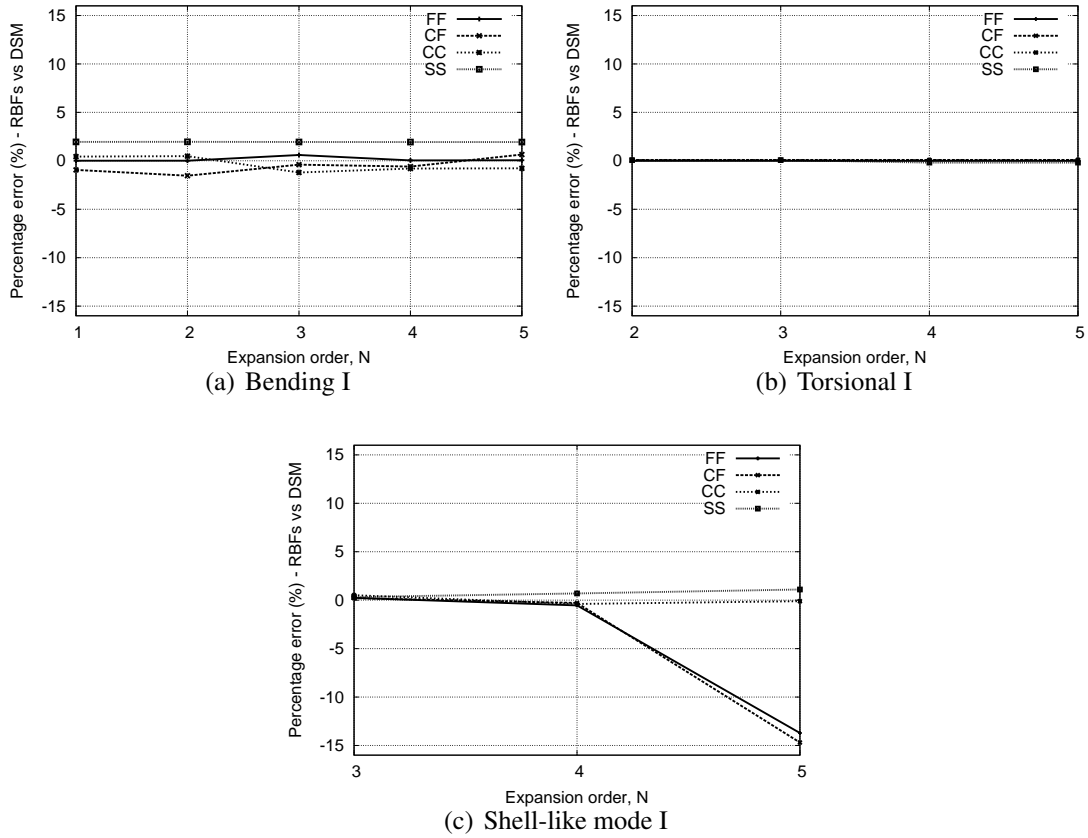 Percentage error (%) - RBFs vs DSM
15
10
5
0
-5
-10
-15
1 2 3 4 5
Expansion order, N
FF
CF
CC
SS
(a) Bending I
Percentage error (%) - RBFs vs DSM
15
10
5
0
-5
-10
-15
2 3 4 5
Expansion order, N
FF
CF
CC
SS
(b) Torsional I
Percentage error (%) - RBFs vs DSM
15
10
5
0
-5
-10
-15
3 4 5
Expansion order, N
FF
CF
CC
SS
(c) Shell-like mode I